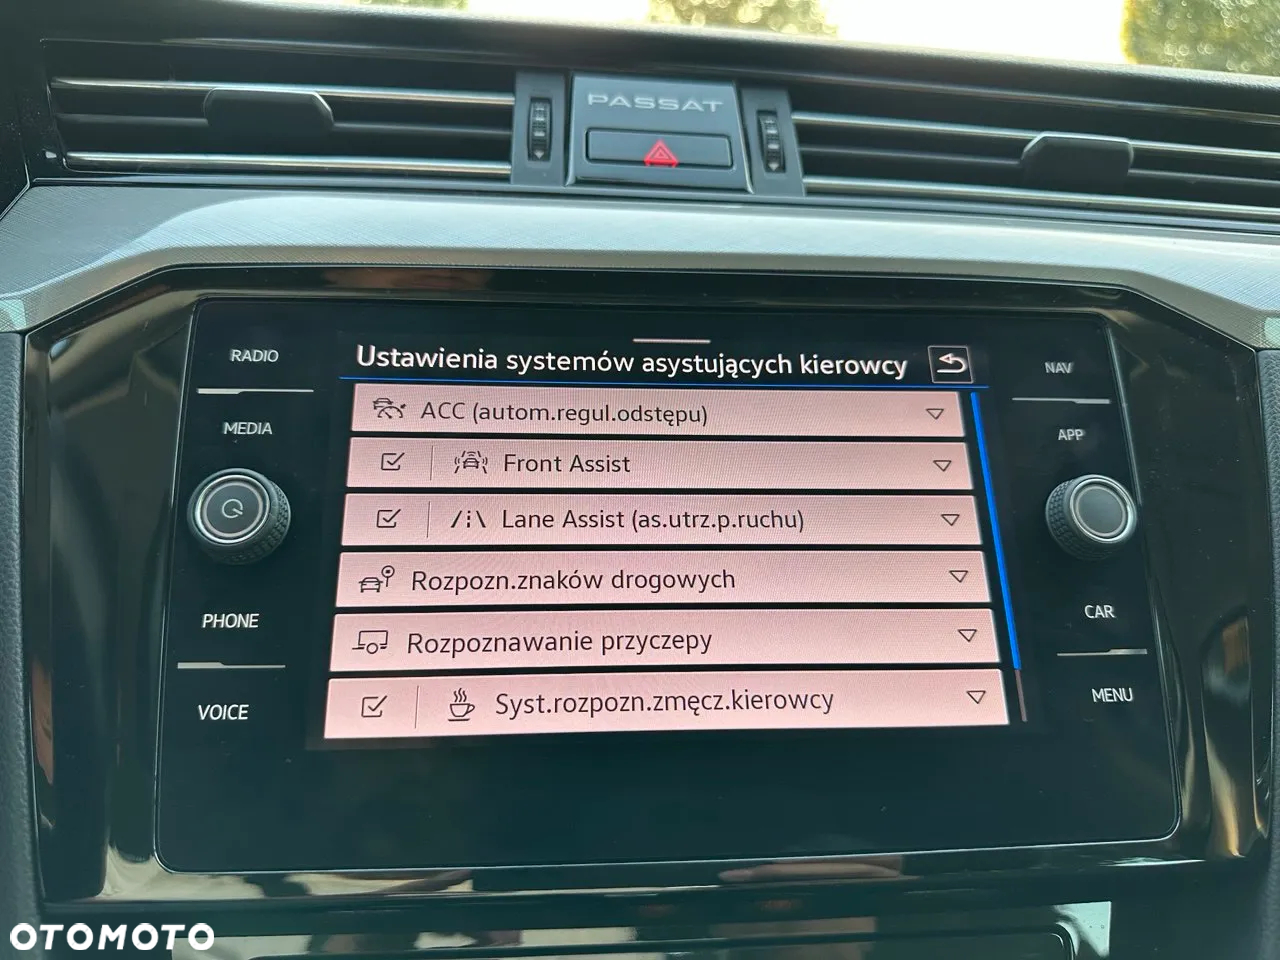 PASSAT
RADIO
MEDIA
PHONE
VOICE
Ustawienia systemów asystujących kierowcy
ACC (autom.regul.odstępu)
Front Assist
Lane Assist (as.utrz.p.ruchu)
Rozpozn.znaków drogowych
Rozpoznawanie przyczepy
Syst.rozpozn.zmęcz.kierowcy
NAV
APP
CAR
MENU
OTOMOTO